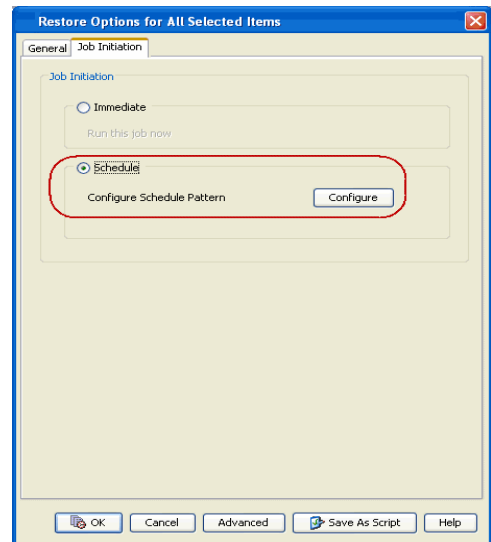 Restore Options for All Selected Items
General Job Initiation
Job Initiation
Immediate
Run this job now
Schedule
Configure Schedule Pattern Configure
OK Cancel Advanced Save As Script Help